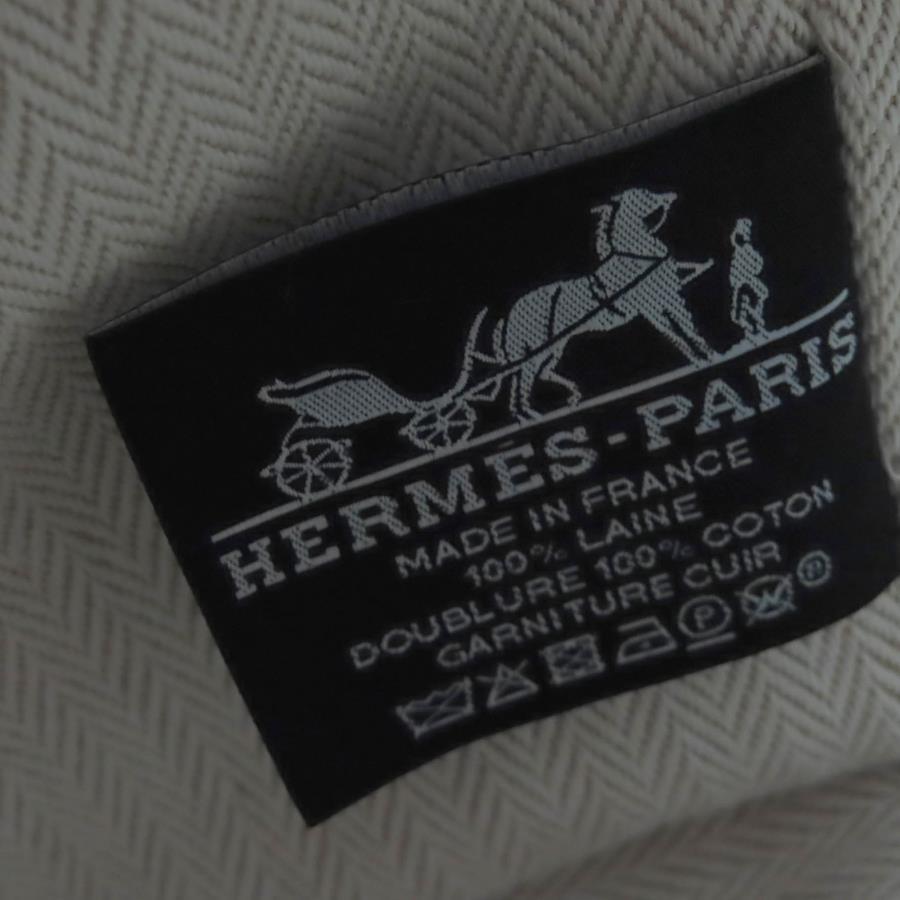 HERMÈS-PARIS
MADE IN FRANCE
100% LAINE
DOUBLURE 100% COTON
GARNITURE CUIR
P W ®